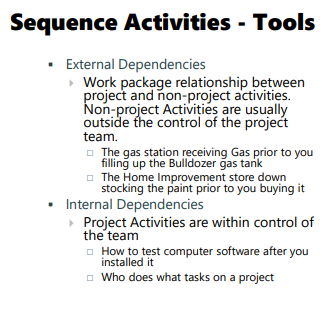 Sequence Activities - Tools
External Dependencies
Work package relationship between
project and non-project activities.
Non-project Activities are usually
outside the control of the project
team.
The gas station receiving Gas prior to you
filling up the Bulldozer gas tank
The Home Improvement store down
stocking the paint prior to you buying it
Internal Dependencies
Project Activities are within control of
the team
How to test computer software after you
installed it
Who does what tasks on a project